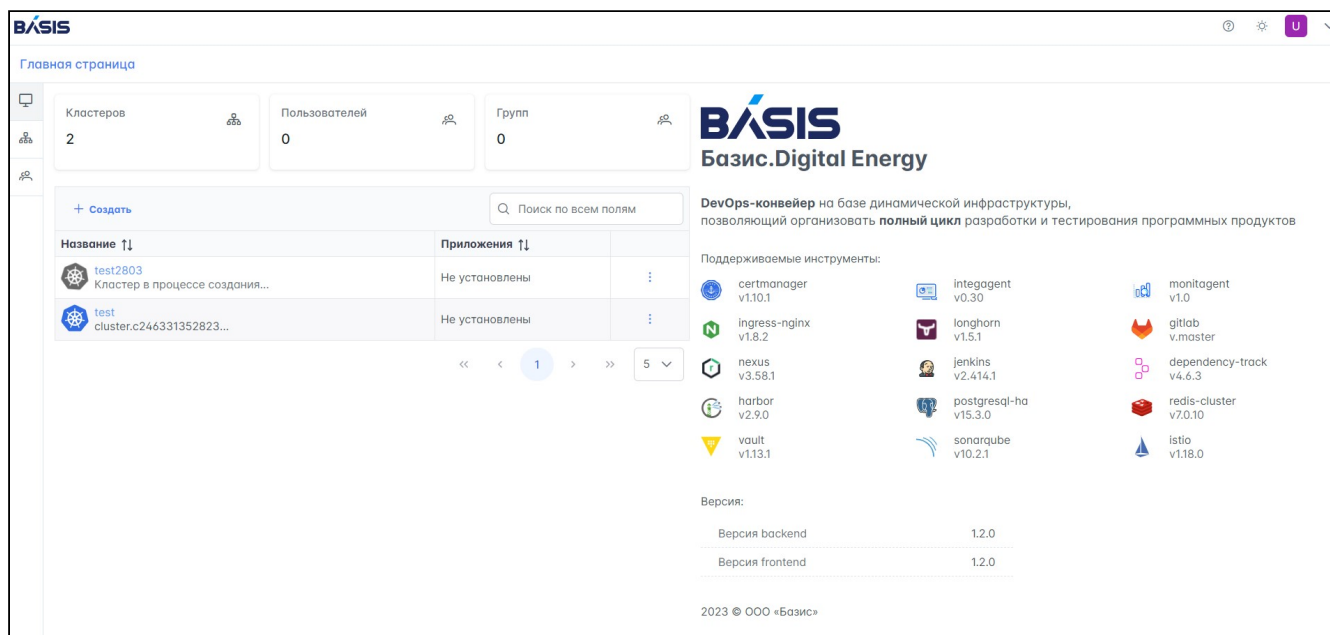 BASIS
U
Главная страница
Кластеров
2
Пользователей
0
Групп
0
+ Создать
Поиск по всем полям
Название
Приложения
test2803
Кластер в процессе создания...
Не установлены
test
cluster.c246331352823...
Не установлены
<< < 1 > >> 5
BASIS
Базис.Digital Energy
DevOps-конвейер на базе динамической инфраструктуры,
позволяющий организовать полный цикл разработки и тестирования программных продуктов
Поддерживаемые инструменты:
certmanager
v1.10.1
integagent
v0.30
monitagent
v1.0
ingress-nginx
v1.8.2
longhorn
v1.5.1
gitlab
v.master
nexus
v3.58.1
jenkins
v2.414.1
dependency-track
v4.6.3
harbor
v2.9.0
postgresql-ha
v15.3.0
redis-cluster
v7.0.10
vault
v1.13.1
sonarqube
v10.2.1
istio
v1.18.0
Версия:
Версия backend 1.2.0
Версия frontend 1.2.0
2023 © ООО «Базис»